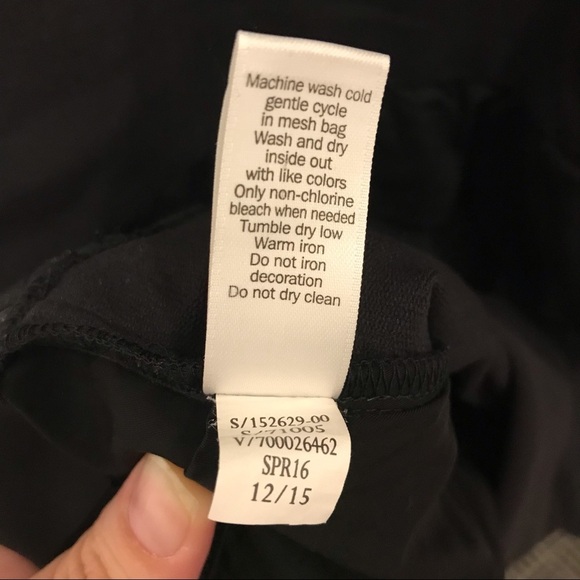 Machine wash cold
gentle cycle
in mesh bag
Wash and dry
inside out
with like colors
Only non-chlorine
bleach when needed
Tumble dry low
Warm iron
Do not iron
decoration
Do not dry clean
S/152629-00
V/700026462
SPR16
12/15